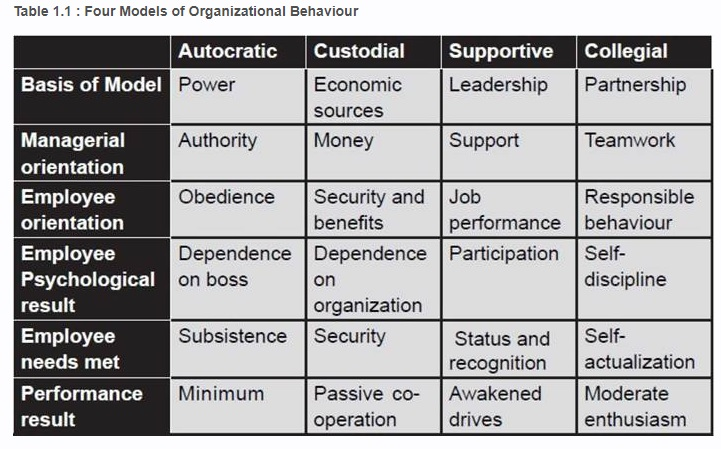 Table 1.1 : Four Models of Organizational Behaviour
Autocratic Custodial Supportive Collegial
Basis of Model Power Economic sources Leadership Partnership
Managerial orientation Authority Money Support Teamwork
Employee orientation Obedience Security and benefits Job performance Responsible behaviour
Employee Psychological result Dependence on boss Dependence on organization Participation Self-discipline
Employee needs met Subsistence Security Status and recognition Self-actualization
Performance result Minimum Passive co-operation Awakened drives Moderate enthusiasm